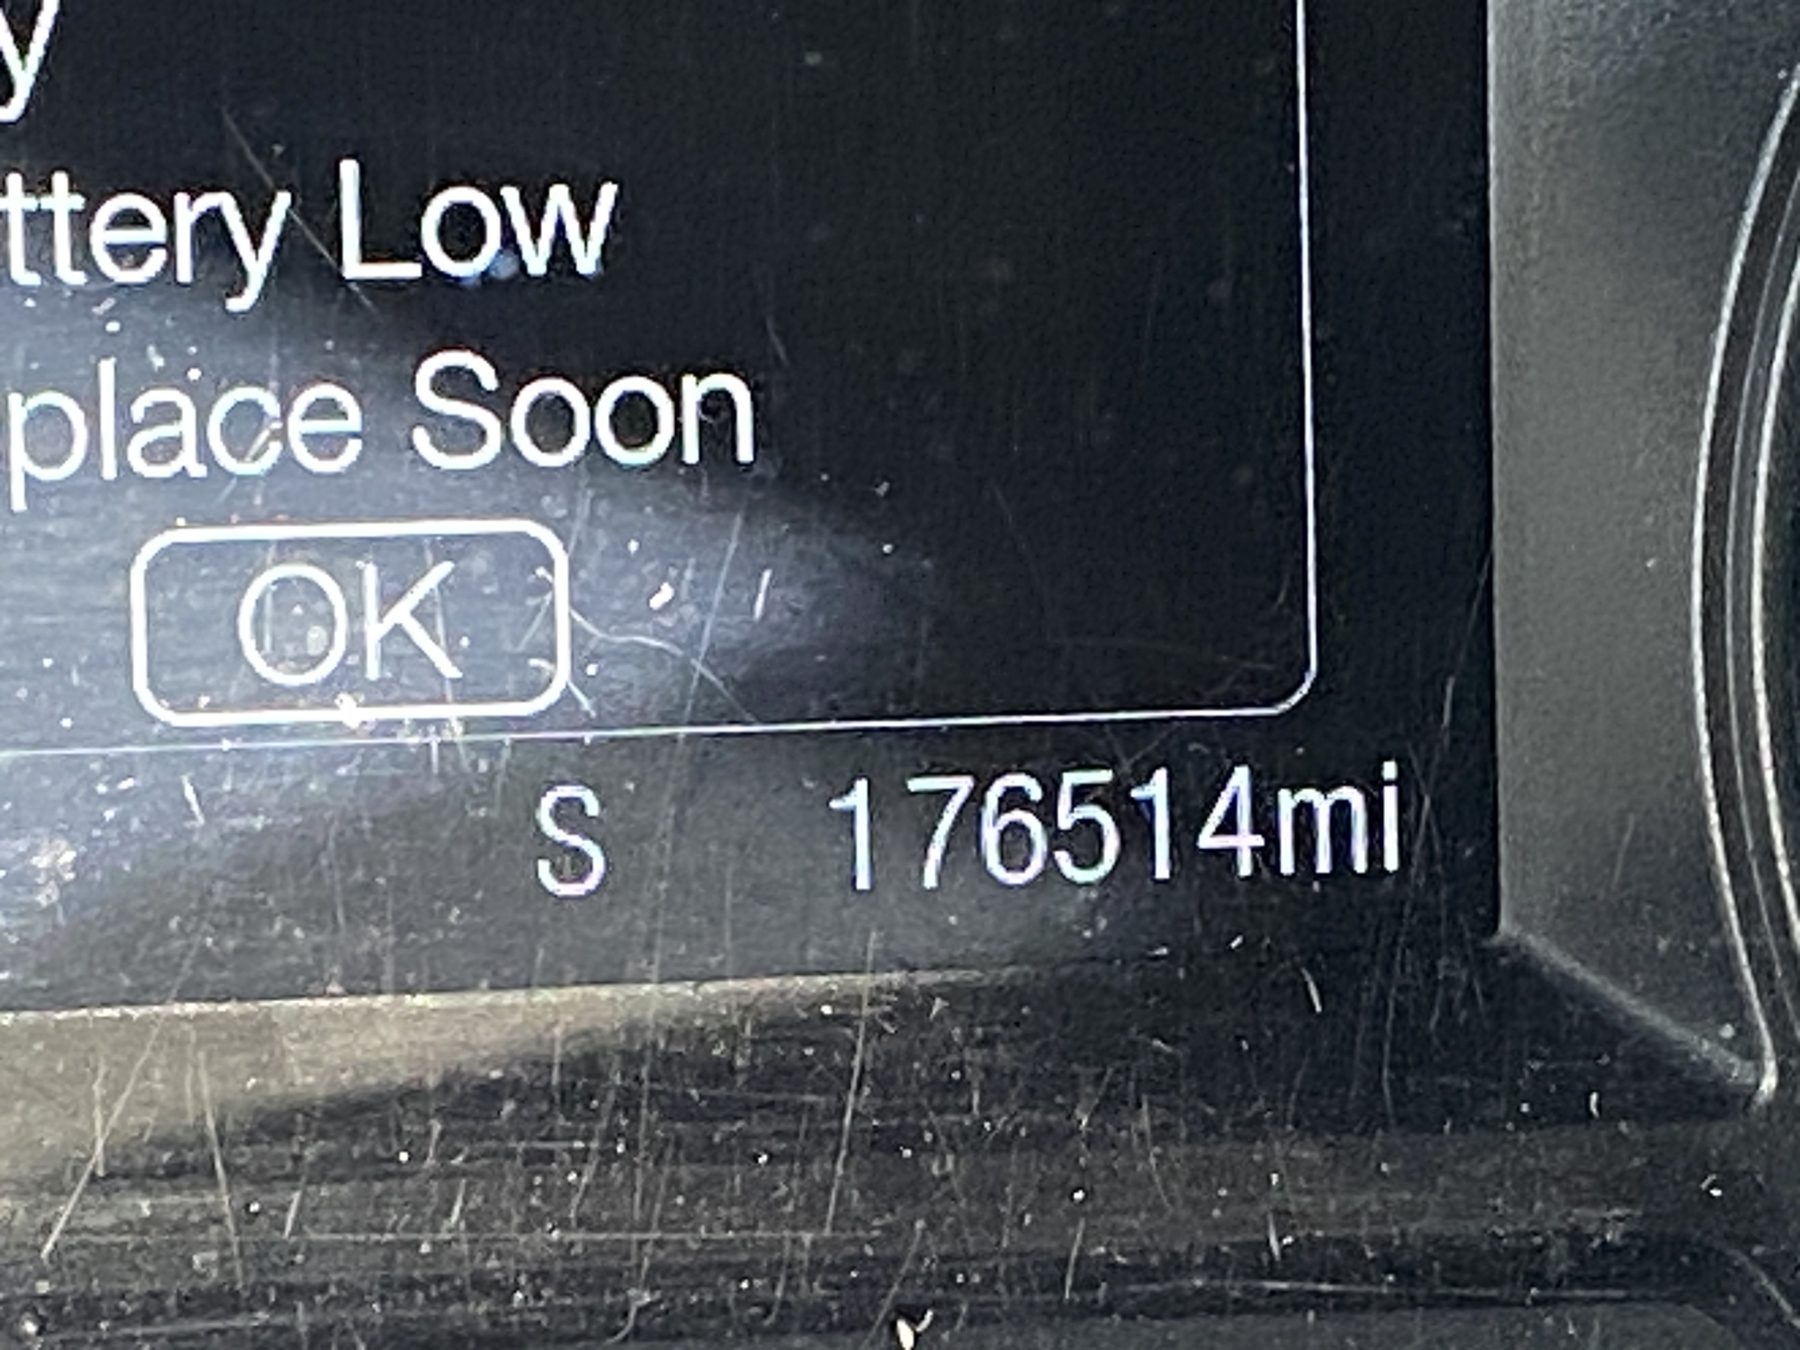 y
ttery Low
place Soon
OK
S 176514mi